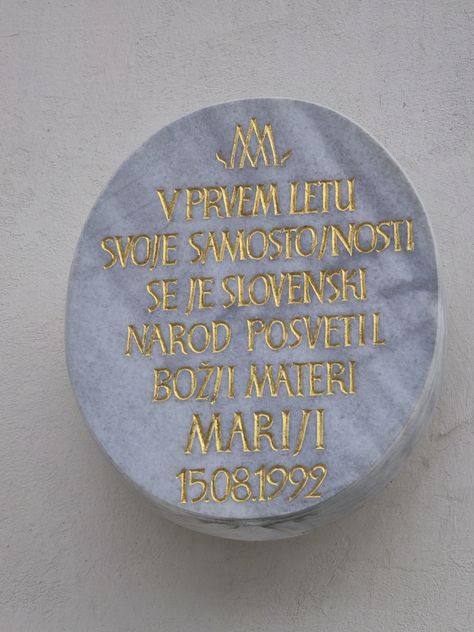 V PRVEM LETU
SVOJE SAMOSTOJNOSTI
SE JE SLOVENSKI
NAROD POSVETIL
BOŽJI MATERI
MARIJI
15.08.1992